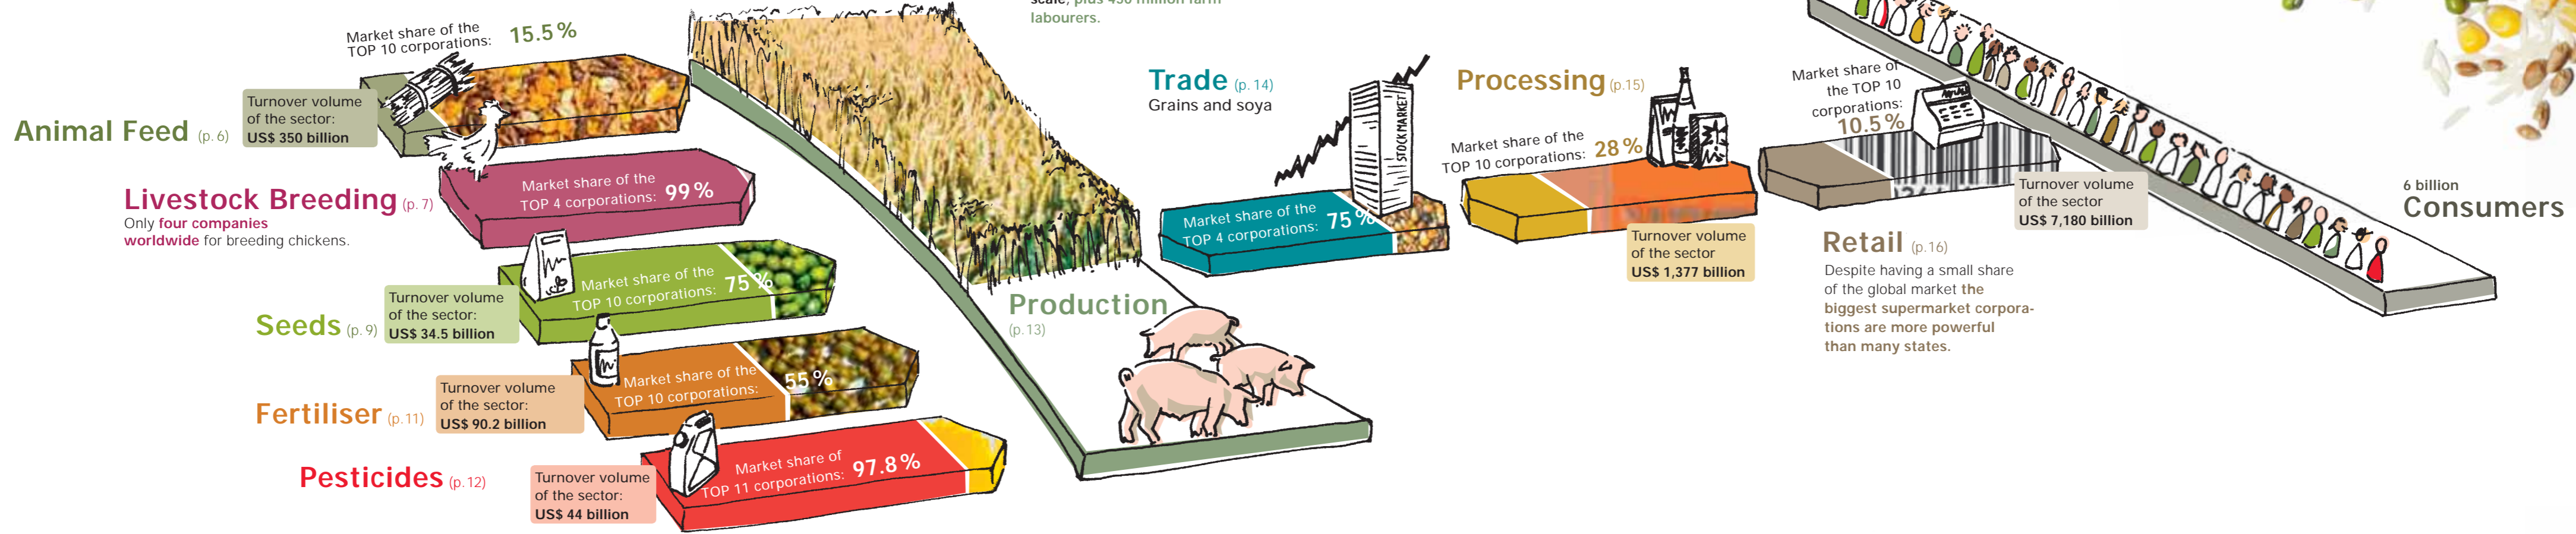 scale, plus 450 million farm
labourers.
Market share of the
TOP 10 corporations: 15.5 %
Animal Feed (p. 6)
Turnover volume
of the sector:
US$ 350 billion
Livestock Breeding (p. 7)
Only four companies
worldwide for breeding chickens.
Market share of the
TOP 4 corporations: 99 %
Seeds (p. 9)
Turnover volume
of the sector:
US$ 34.5 billion
Market share of the
TOP 10 corporations: 75 %
Fertiliser (p. 11)
Turnover volume
of the sector:
US$ 90.2 billion
Market share of the
TOP 10 corporations: 55 %
Pesticides (p. 12)
Turnover volume
of the sector:
US$ 44 billion
Market share of
TOP 11 corporations: 97.8 %
Production
(p. 13)
Trade (p. 14)
Grains and soya
STOCKMARKET
Market share of the
TOP 4 corporations: 75 %
Processing (p. 15)
Market share of the
TOP 10 corporations: 28 %
Turnover volume
of the sector
US$ 1,377 billion
Market share of
the TOP 10
corporations:
10.5 %
Turnover volume
of the sector
US$ 7,180 billion
Retail (p. 16)
Despite having a small share
of the global market the
biggest supermarket corpora-
tions are more powerful
than many states.
6 billion
Consumers